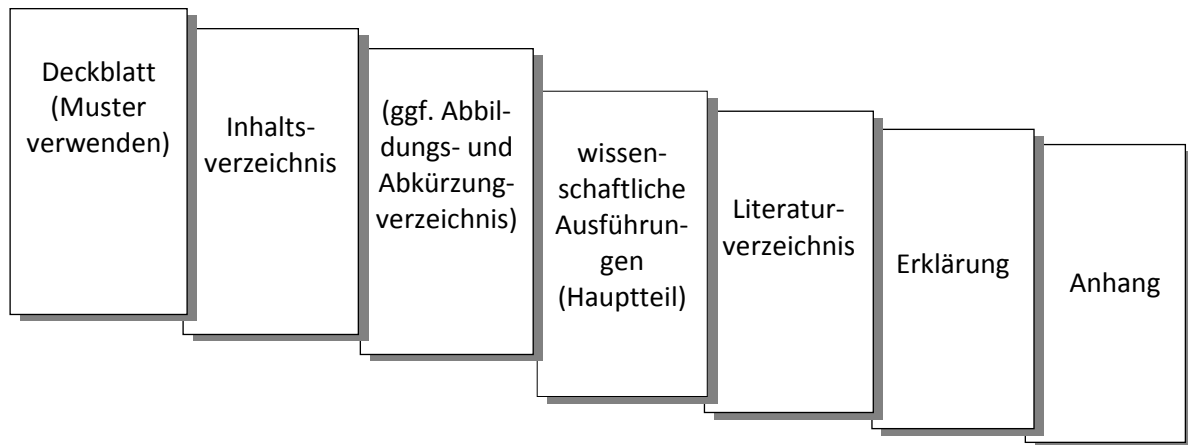 Deckblatt
(Muster
verwenden)
Inhalts-
verzeichnis
(ggf. Abbil-
dungs- und
Abkürzung-
verzeichnis)
wissen-
schaftliche
Ausführun-
gen
(Hauptteil)
Literatur-
verzeichnis
Erklärung
Anhang